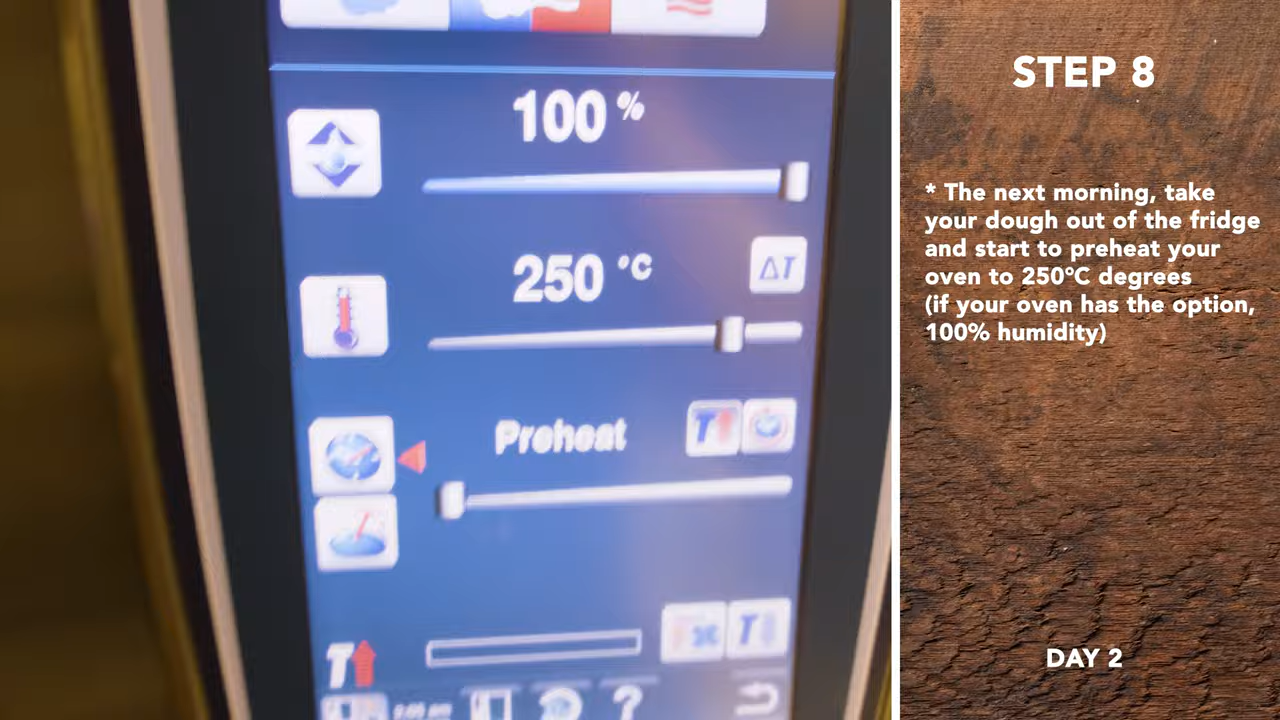 100 %
250 °C
ΔT
Preheat
T
T
T
?
STEP 8
* The next morning, take
your dough out of the fridge
and start to preheat your
oven to 250ºC degrees
(if your oven has the option,
100% humidity)
DAY 2